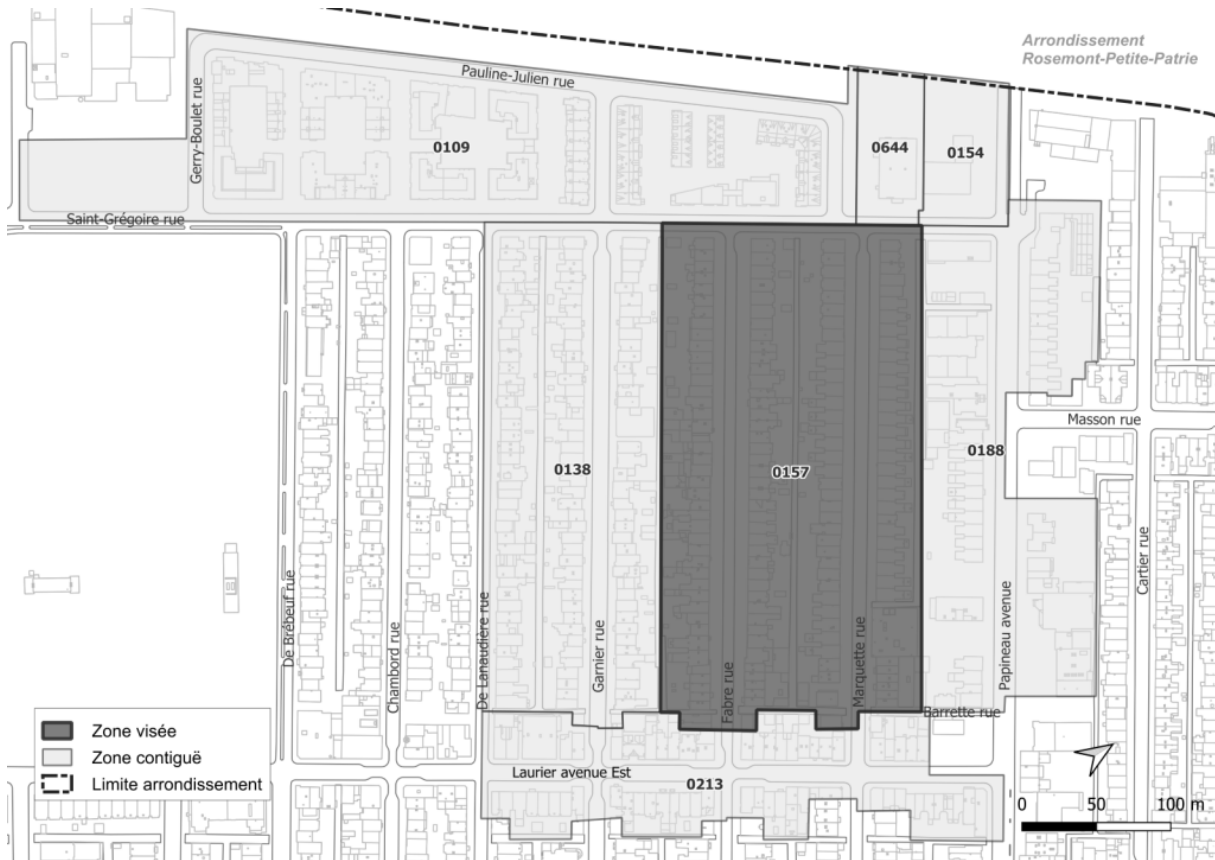 Arrondissement
Rosemont-Petite-Patrie
Pauline-Julien rue
Gerry-Boulet rue
0109
0644
0154
Saint-Grégoire rue
Masson rue
0138
0157
0188
De Brébeuf rue
Chambord rue
De Lanaudière rue
Garnier rue
Fabre rue
Marquette rue
Papineau avenue
Cartier rue
Barrette rue
Laurier avenue Est
0213
Zone visée
Zone contiguë
Limite arrondissement
0 50 100 m